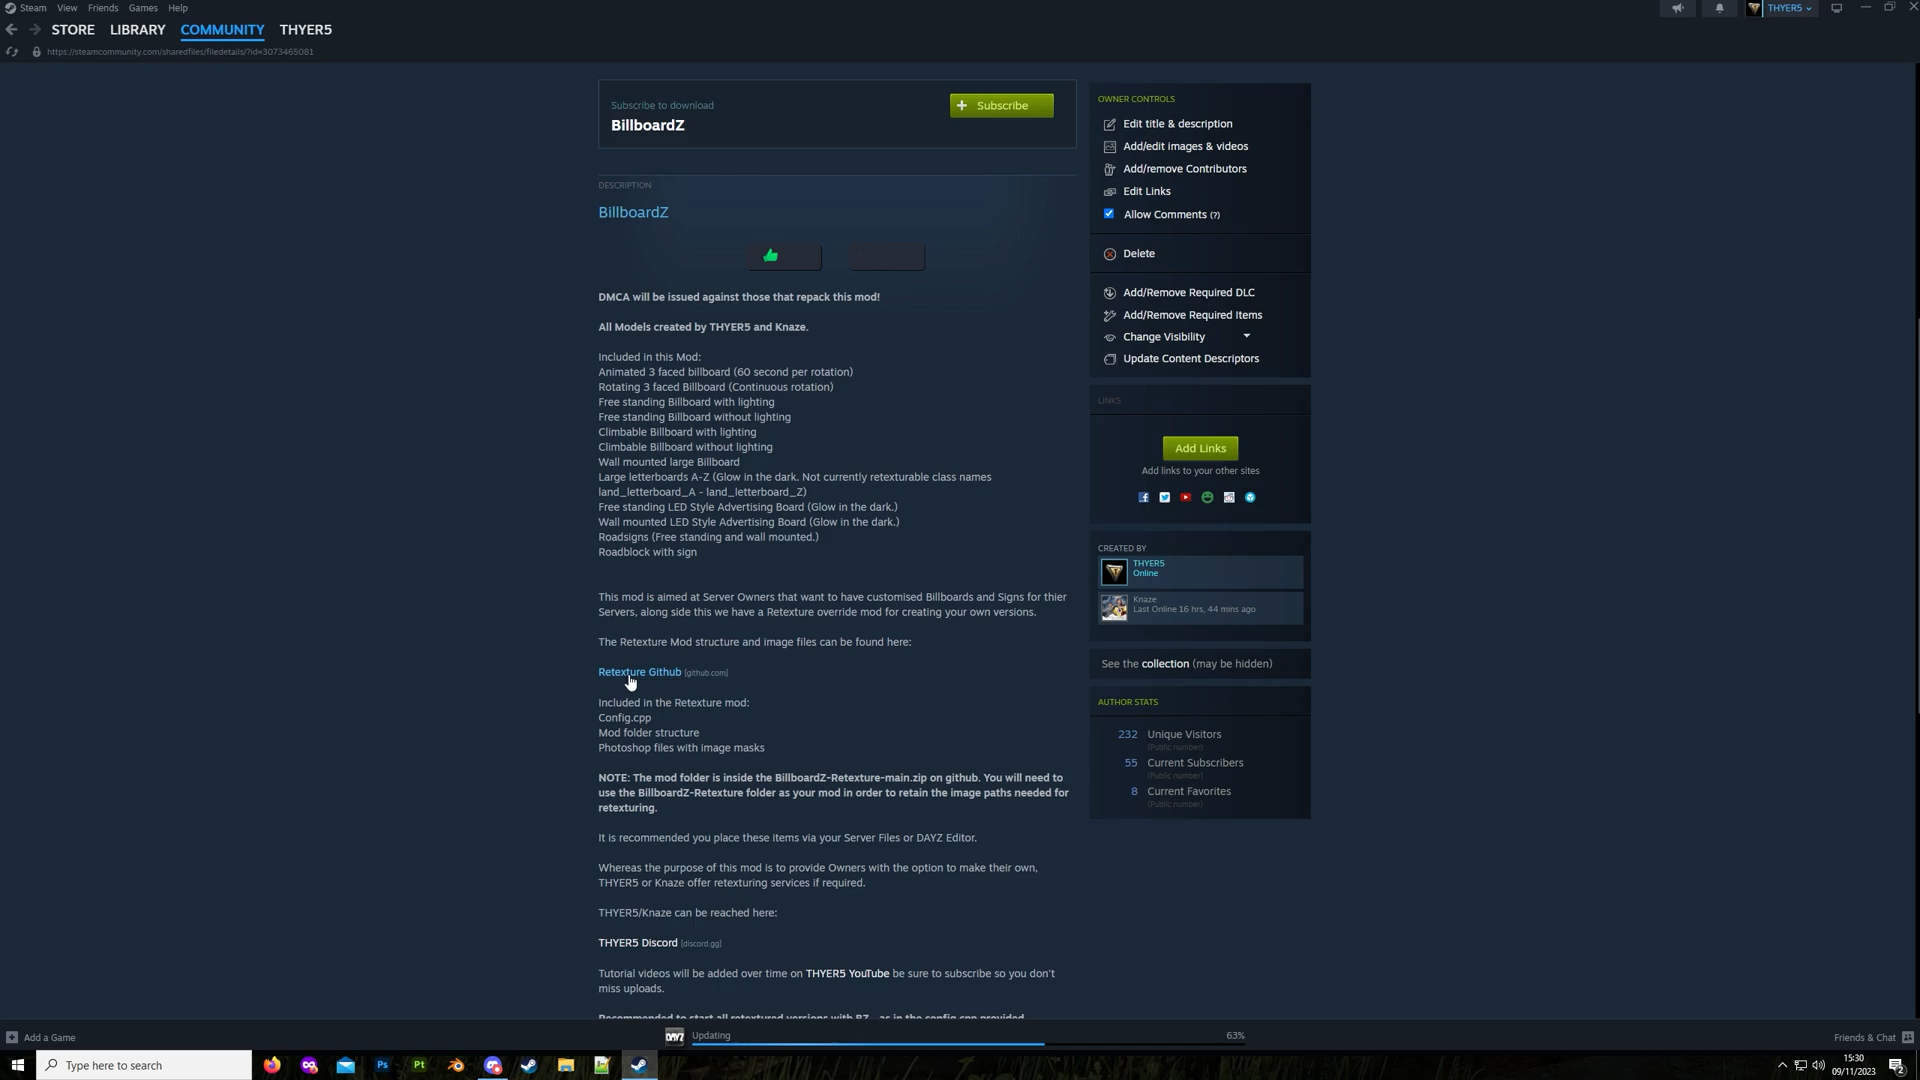 Steam View Friends Games Help
THYER5
STORE LIBRARY COMMUNITY THYER5
https://steamcommunity.com/sharedfiles/filedetails/?id=3073465081
Subscribe to download
BillboardZ
+ Subscribe
DESCRIPTION
BillboardZ
DMCA will be issued against those that repack this mod!
All Models created by THYER5 and Knaze.
Included in this Mod:
Animated 3 faced billboard (60 second per rotation)
Rotating 3 faced Billboard (Continuous rotation)
Free standing Billboard with lighting
Free standing Billboard without lighting
Climbable Billboard with lighting
Climbable Billboard without lighting
Wall mounted large Billboard
Large letterboards A-Z (Glow in the dark. Not currently retexturable class names
land_letterboard_A - land_letterboard_Z)
Free standing LED Style Advertising Board (Glow in the dark.)
Wall mounted LED Style Advertising Board (Glow in the dark.)
Roadsigns (Free standing and wall mounted.)
Roadblock with sign
This mod is aimed at Server Owners that want to have customised Billboards and Signs for thier
Servers, along side this we have a Retexture override mod for creating your own versions.
The Retexture Mod structure and image files can be found here:
Retexture Github [github.com]
Included in the Retexture mod:
Config.cpp
Mod folder structure
Photoshop files with image masks
NOTE: The mod folder is inside the BillboardZ-Retexture-main.zip on github. You will need to
use the BillboardZ-Retexture folder as your mod in order to retain the image paths needed for
retexturing.
It is recommended you place these items via your Server Files or DAYZ Editor.
Whereas the purpose of this mod is to provide Owners with the option to make their own,
THYER5 or Knaze offer retexturing services if required.
THYER5/Knaze can be reached here:
THYER5 Discord [discord.gg]
Tutorial videos will be added over time on THYER5 YouTube be sure to subscribe so you don't
miss uploads.
Recommended to start all retextured versions with BZ_ as in the config.cpp provided
OWNER CONTROLS
Edit title & description
Add/edit images & videos
Add/remove Contributors
Edit Links
Allow Comments (?)
Delete
Add/Remove Required DLC
Add/Remove Required Items
Change Visibility
Update Content Descriptors
LINKS
Add Links
Add links to your other sites
CREATED BY
THYER5
Online
Knaze
Last Online 16 hrs, 44 mins ago
See the collection (may be hidden)
AUTHOR STATS
232 Unique Visitors
(Public number)
55 Current Subscribers
(Public number)
8 Current Favorites
(Public number)
Add a Game
DAYZ
Updating
63%
Friends & Chat
Type here to search
Ps
Pt
15:30
09/11/2023
2